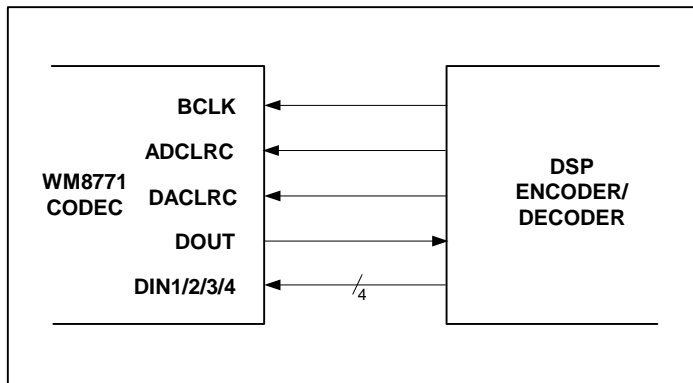 BCLK
ADCLRC
WM8771
CODEC
DACLRC
DOUT
DIN1/2/3/4
4
DSP
ENCODER/
DECODER